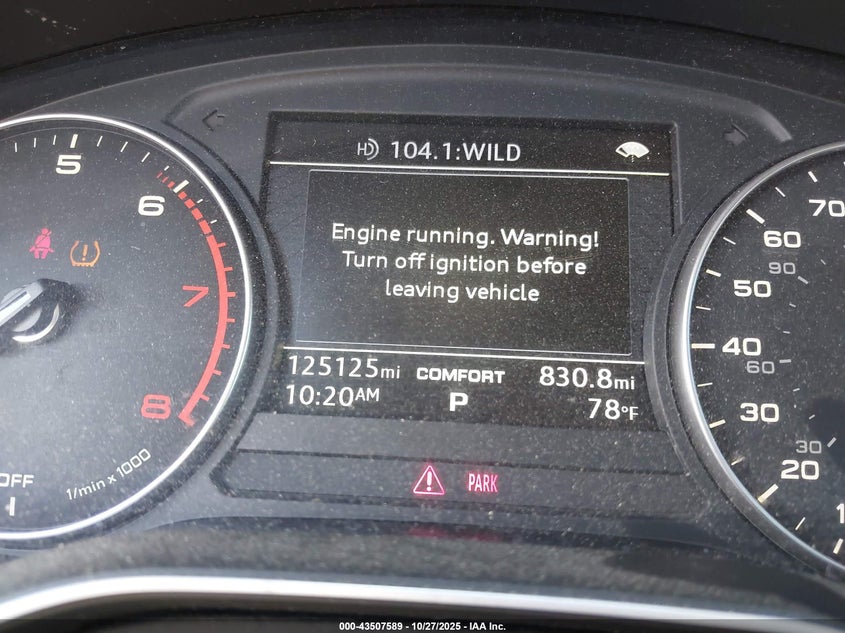 HD 104.1:WILD
Engine running. Warning!
Turn off ignition before
leaving vehicle
125125mi COMFORT 830.8mi
10:20AM P 78°F
PARK
5
6
7
8
1/min x 1000
OFF
70
60
90
50
40
60
30
30
20
1
000-43507589 - 10/27/2025 - IAA Inc.